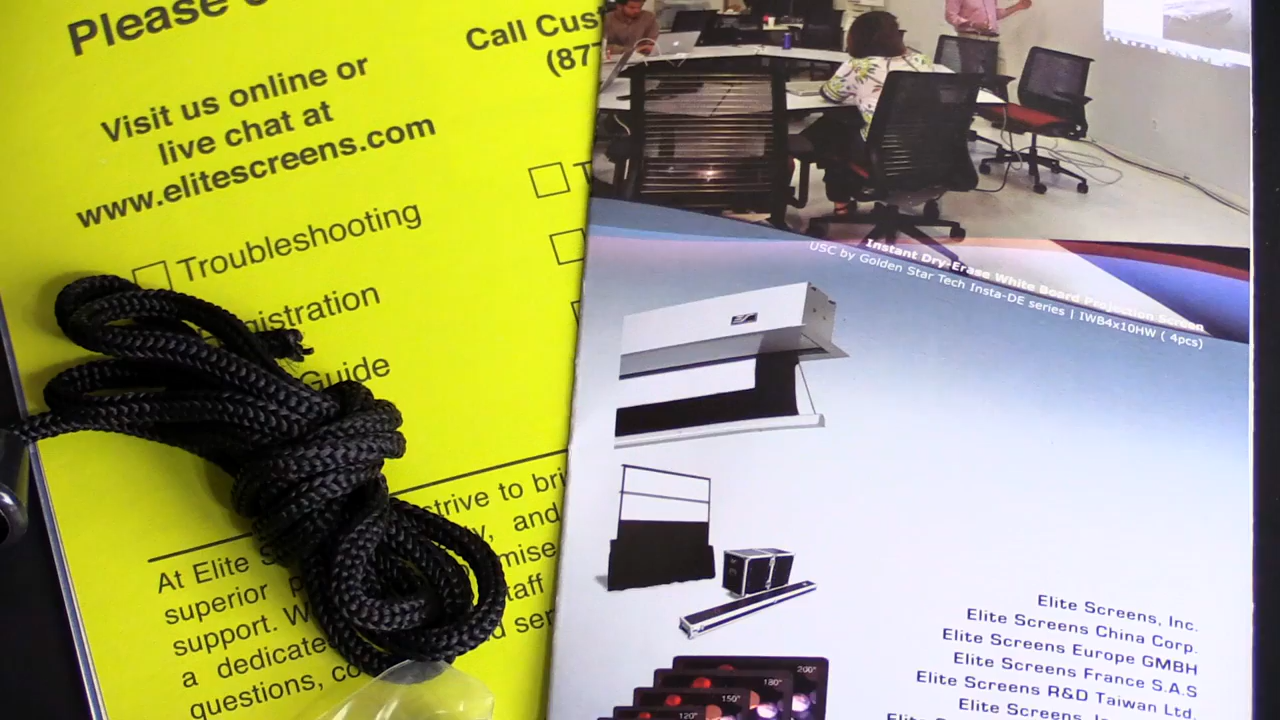 Please
Visit us online or
live chat at
www.elitescreens.com
Call Cus
(87
Troubleshooting
gistration
Guide
strive to bri
At Elite S y, and
superior p mise
support. W staff
a dedicate d ser
questions, co
Instant Dry-Erase White Board Projection Screen
USC by Golden Star Tech Insta-DE series | IWB4x10HW ( 4pcs)
200"
180"
150"
120"
Elite Screens, Inc.
Elite Screens China Corp.
Elite Screens Europe GMBH
Elite Screens France S.A.S
Elite Screens R&D Taiwan Ltd.
Elite Screens,